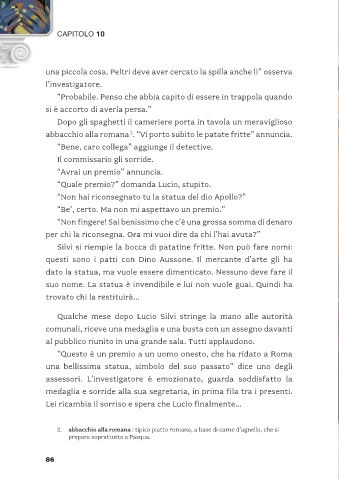 CAPITOLO 10
una piccola cosa. Peltri deve aver cercato la spilla anche lì” osserva
l’investigatore.
“Probabile. Penso che abbia capito di essere in trappola quando
si è accorto di averla persa.”
Dopo gli spaghetti il cameriere porta in tavola un meraviglioso
abbacchio alla romana2. “Vi porto subito le patate fritte” annuncia.
“Bene, caro collega” aggiunge il detective.
Il commissario gli sorride.
“Avrai un premio” annuncia.
“Quale premio?” domanda Lucio, stupito.
“Non hai riconsegnato tu la statua del dio Apollo?”
“Be’, certo. Ma non mi aspettavo un premio.”
“Non fingere! Sai benissimo che c’è una grossa somma di denaro
per chi la riconsegna. Ora mi vuoi dire da chi l’hai avuta?”
Silvi si riempie la bocca di patatine fritte. Non può fare nomi:
questi sono i patti con Dino Aussone. Il mercante d’arte gli ha
dato la statua, ma vuole essere dimenticato. Nessuno deve fare il
suo nome. La statua è invendibile e lui non vuole guai. Quindi ha
trovato chi la restituirà...
Qualche mese dopo Lucio Silvi stringe la mano alle autorità
comunali, riceve una medaglia e una busta con un assegno davanti
al pubblico riunito in una grande sala. Tutti applaudono.
“Questo è un premio a un uomo onesto, che ha ridato a Roma
una bellissima statua, simbolo del suo passato” dice uno degli
assessori. L’investigatore è emozionato, guarda soddisfatto la
medaglia e sorride alla sua segretaria, in prima fila tra i presenti.
Lei ricambia il sorriso e spera che Lucio finalmente...
2. abbacchio alla romana : tipico piatto romano, a base di carne d’agnello, che si
prepara soprattutto a Pasqua.
86